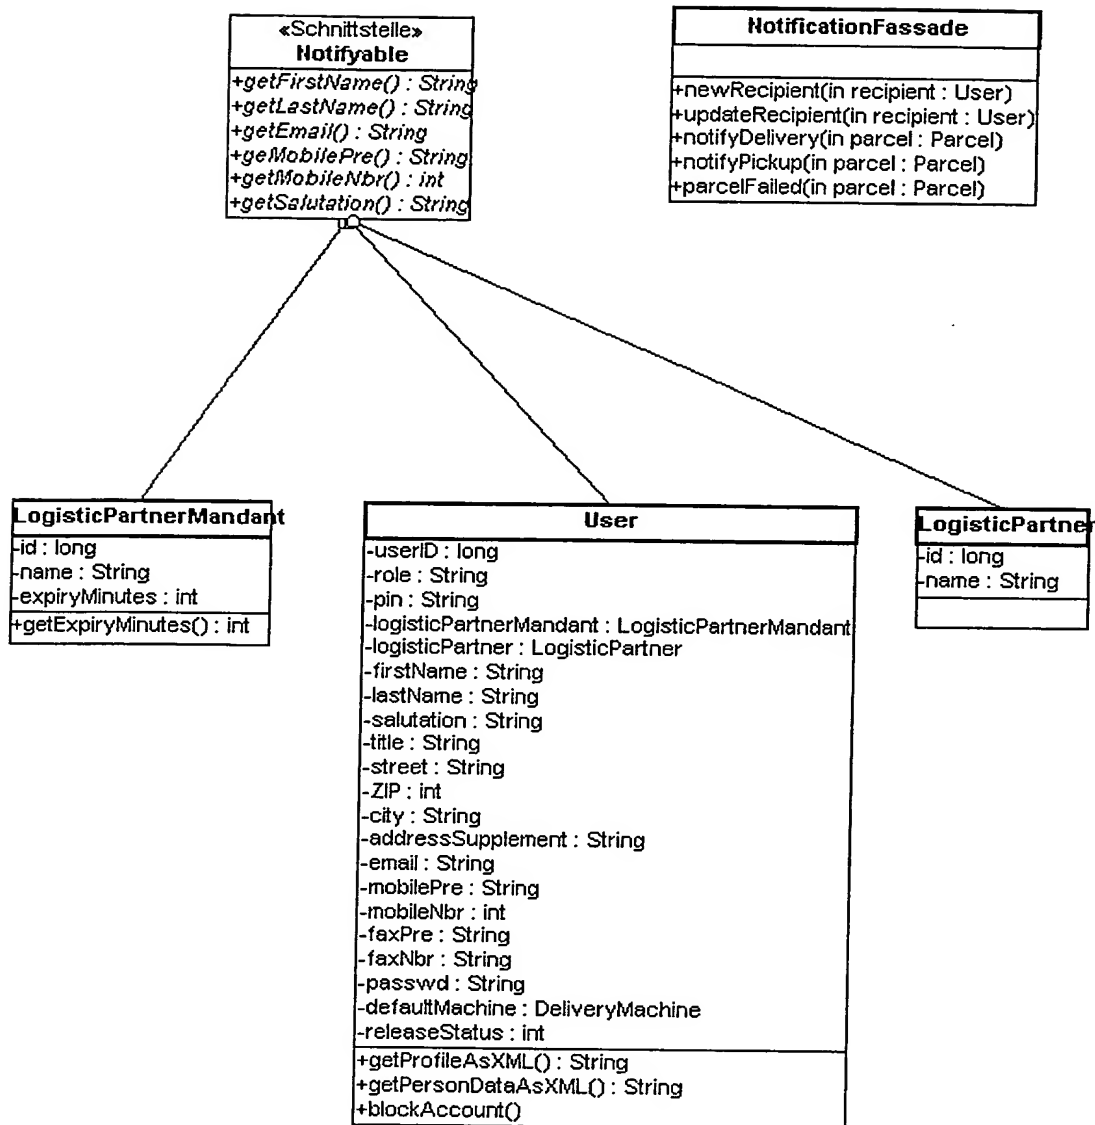 «Schnittstelle»
Notifyable
+getFirstName() : String
+getLastName() : String
+getEmail() : String
+geMobilePre() : String
+getMobileNbr() : int
+getSalutation() : String
NotificationFassade
+newRecipient(in recipient : User)
+updateRecipient(in recipient : User)
+notifyDelivery(in parcel : Parcel)
+notifyPickup(in parcel : Parcel)
+parcelFailed(in parcel : Parcel)
LogisticPartnerMandant
-id : long
-name : String
-expiryMinutes : int
+getExpiryMinutes() : int
User
-userID : long
-role : String
-pin : String
-logisticPartnerMandant : LogisticPartnerMandant
-logisticPartner : LogisticPartner
-firstName : String
-lastName : String
-salutation : String
-title : String
-street : String
-ZIP : int
-city : String
-addressSupplement : String
-email : String
-mobilePre : String
-mobileNbr : int
-faxPre : String
-faxNbr : String
-passwd : String
-defaultMachine : DeliveryMachine
-releaseStatus : int
+getProfileAsXML() : String
+getPersonDataAsXML() : String
+blockAccount()
LogisticPartner
-id : long
-name : String